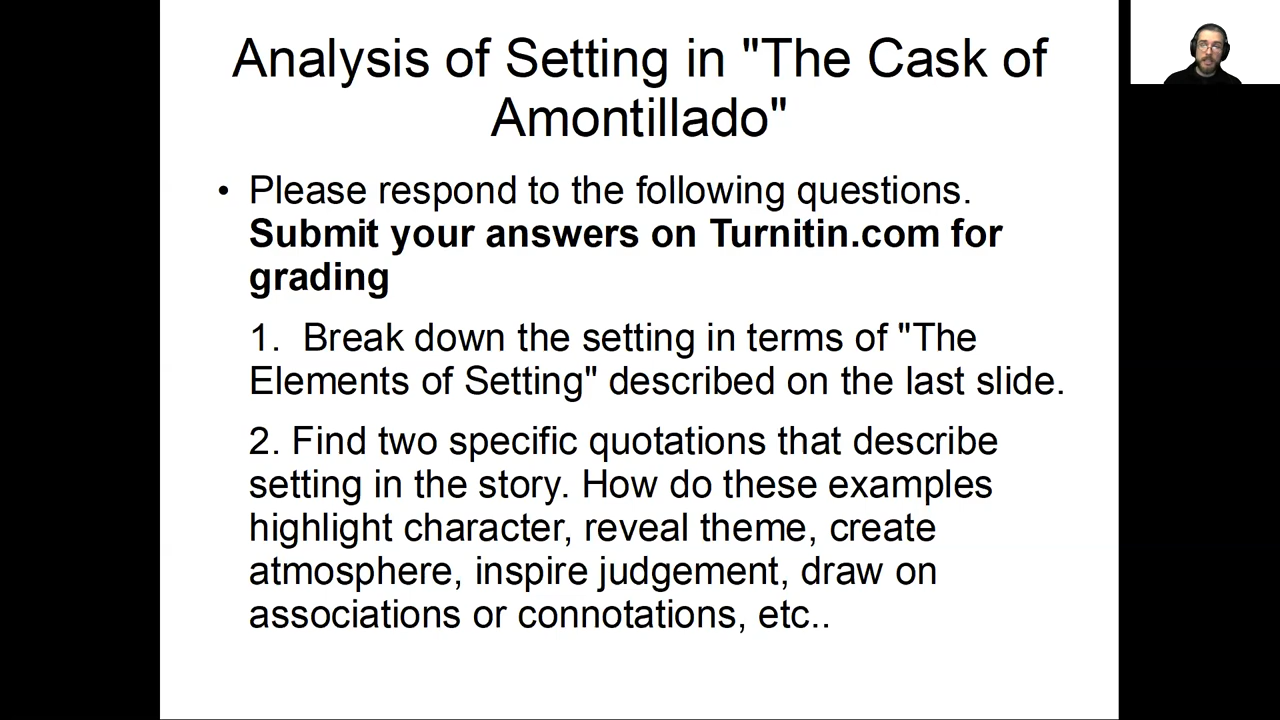 Analysis of Setting in "The Cask of
Amontillado"
• Please respond to the following questions.
Submit your answers on Turnitin.com for
grading
1. Break down the setting in terms of "The
Elements of Setting" described on the last slide.
2. Find two specific quotations that describe
setting in the story. How do these examples
highlight character, reveal theme, create
atmosphere, inspire judgement, draw on
associations or connotations, etc..